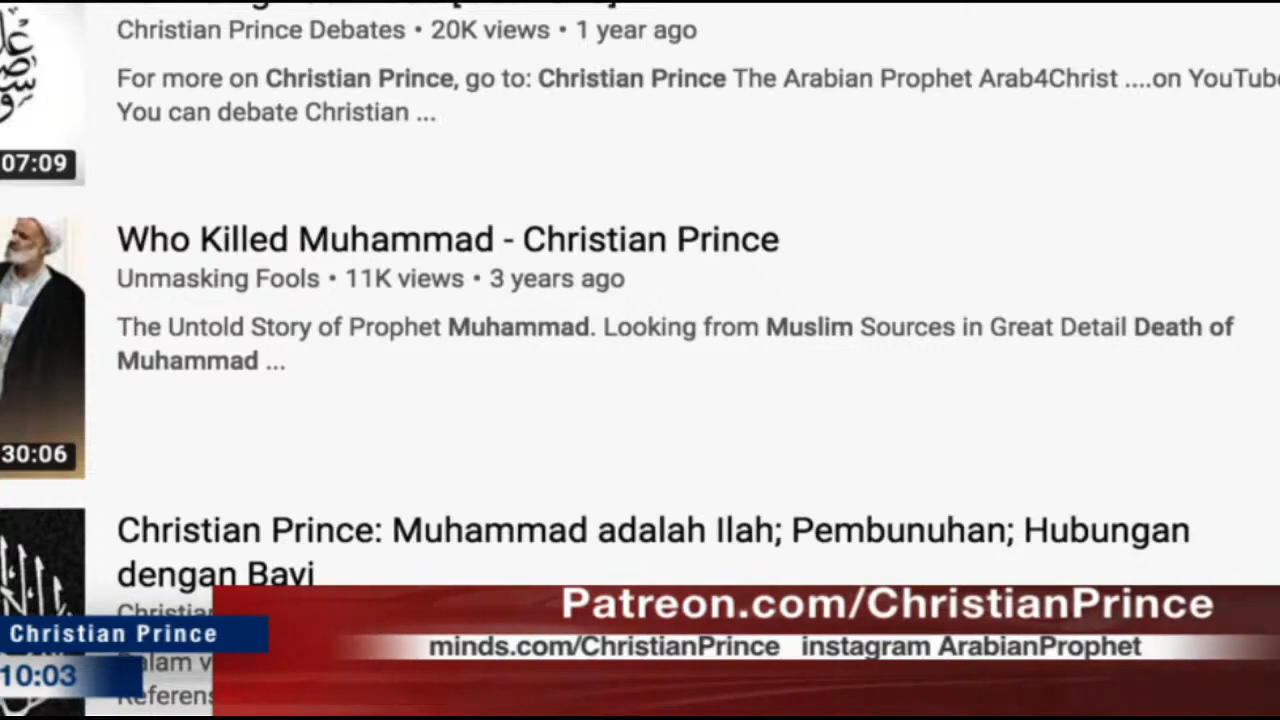 Christian Prince Debates • 20K views • 1 year ago
For more on Christian Prince, go to: Christian Prince The Arabian Prophet Arab4Christ ....on YouTube
You can debate Christian ...
07:09
Who Killed Muhammad - Christian Prince
Unmasking Fools • 11K views • 3 years ago
The Untold Story of Prophet Muhammad. Looking from Muslim Sources in Great Detail Death of
Muhammad ...
30:06
Christian Prince: Muhammad adalah Ilah; Pembunuhan; Hubungan
dengan Bayi
Patreon.com/ChristianPrince
Christian Prince
minds.com/ChristianPrince instagram ArabianProphet
10:03